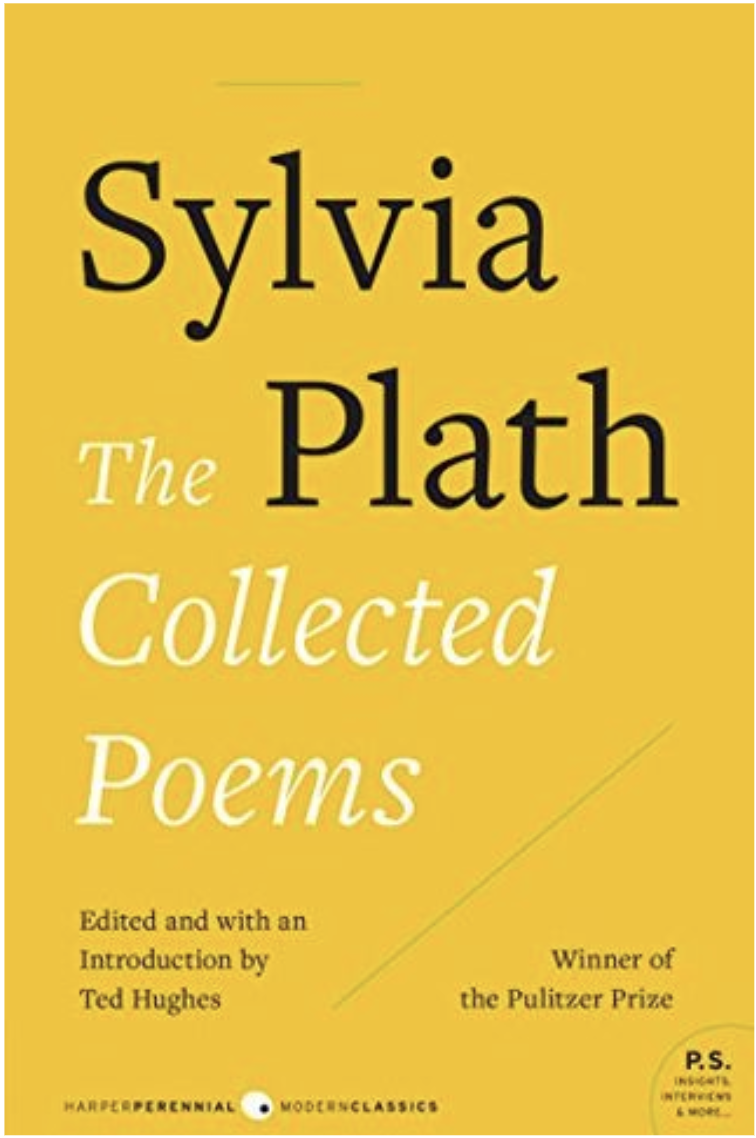 Sylvia
Plath
The
Collected
Poems
Edited and with an
Introduction by
Ted Hughes
Winner of
the Pulitzer Prize
HARPERPERENNIAL MODERNCLASSICS
P.S.
INSIGHTS,
INTERVIEWS
& MORE...